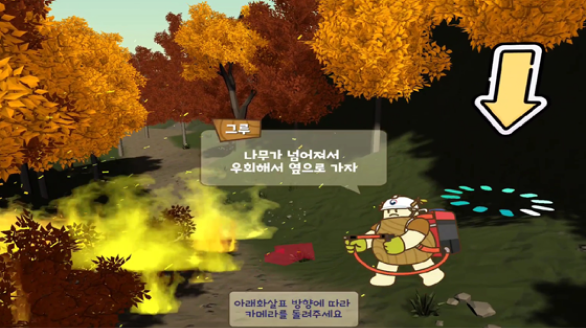 그루
나무가 넘어져서
우회해서 옆으로 가자
아래화살표 방향에 따라
카메라를 돌려주세요